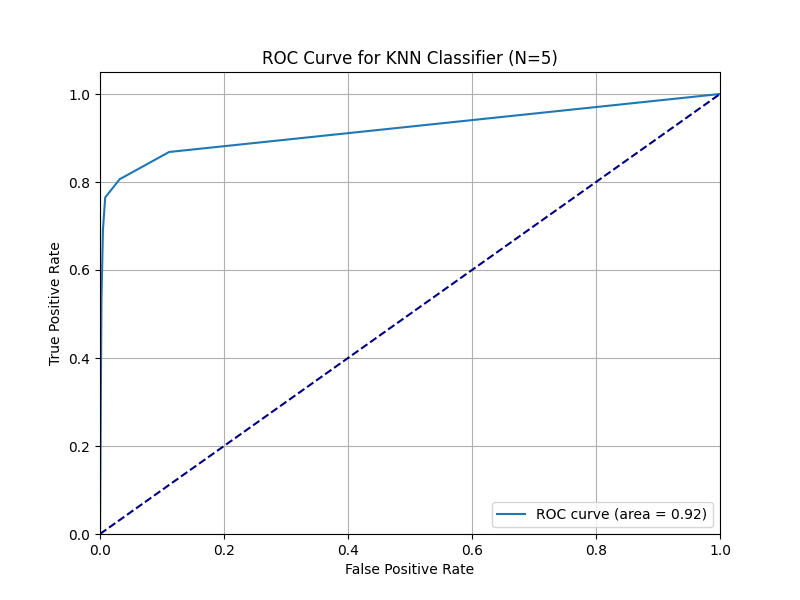 ROC Curve for KNN Classifier (N=5)
True Positive Rate
1.0
0.8
0.6
0.4
0.2
0.0
ROC curve (area = 0.92)
0.0 0.2 0.4 0.6 0.8 1.0
False Positive Rate